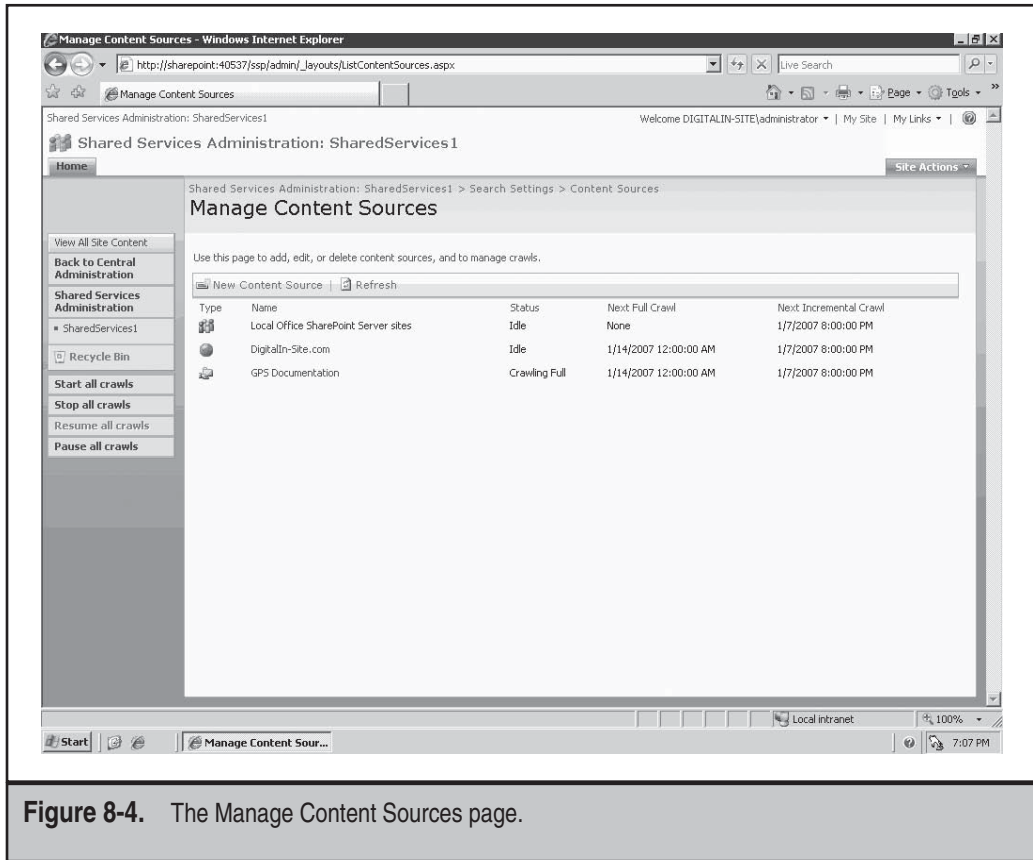 Manage Content Sources - Windows Internet Explorer
http://sharepoint:40537/ssp/admin/_layouts/ListContentSources.aspx
Live Search
Manage Content Sources
Page
Tools
Shared Services Administration: SharedServices1
Welcome DIGITALIN-SITE\administrator | My Site | My Links |
Shared Services Administration: SharedServices1
Home
Site Actions
Shared Services Administration: SharedServices1 > Search Settings > Content Sources
Manage Content Sources
View All Site Content
Back to Central
Administration
Shared Services
Administration
SharedServices1
Recycle Bin
Start all crawls
Stop all crawls
Resume all crawls
Pause all crawls
Use this page to add, edit, or delete content sources, and to manage crawls.
New Content Source | Refresh
Type Name Status Next Full Crawl Next Incremental Crawl
Local Office SharePoint Server sites Idle None 1/7/2007 8:00:00 PM
DigitalIn-Site.com Idle 1/14/2007 12:00:00 AM 1/7/2007 8:00:00 PM
GPS Documentation Crawling Full 1/14/2007 12:00:00 AM 1/7/2007 8:00:00 PM
Local intranet
100%
Start
Manage Content Sour...
7:07 PM
Figure 8-4. The Manage Content Sources page.